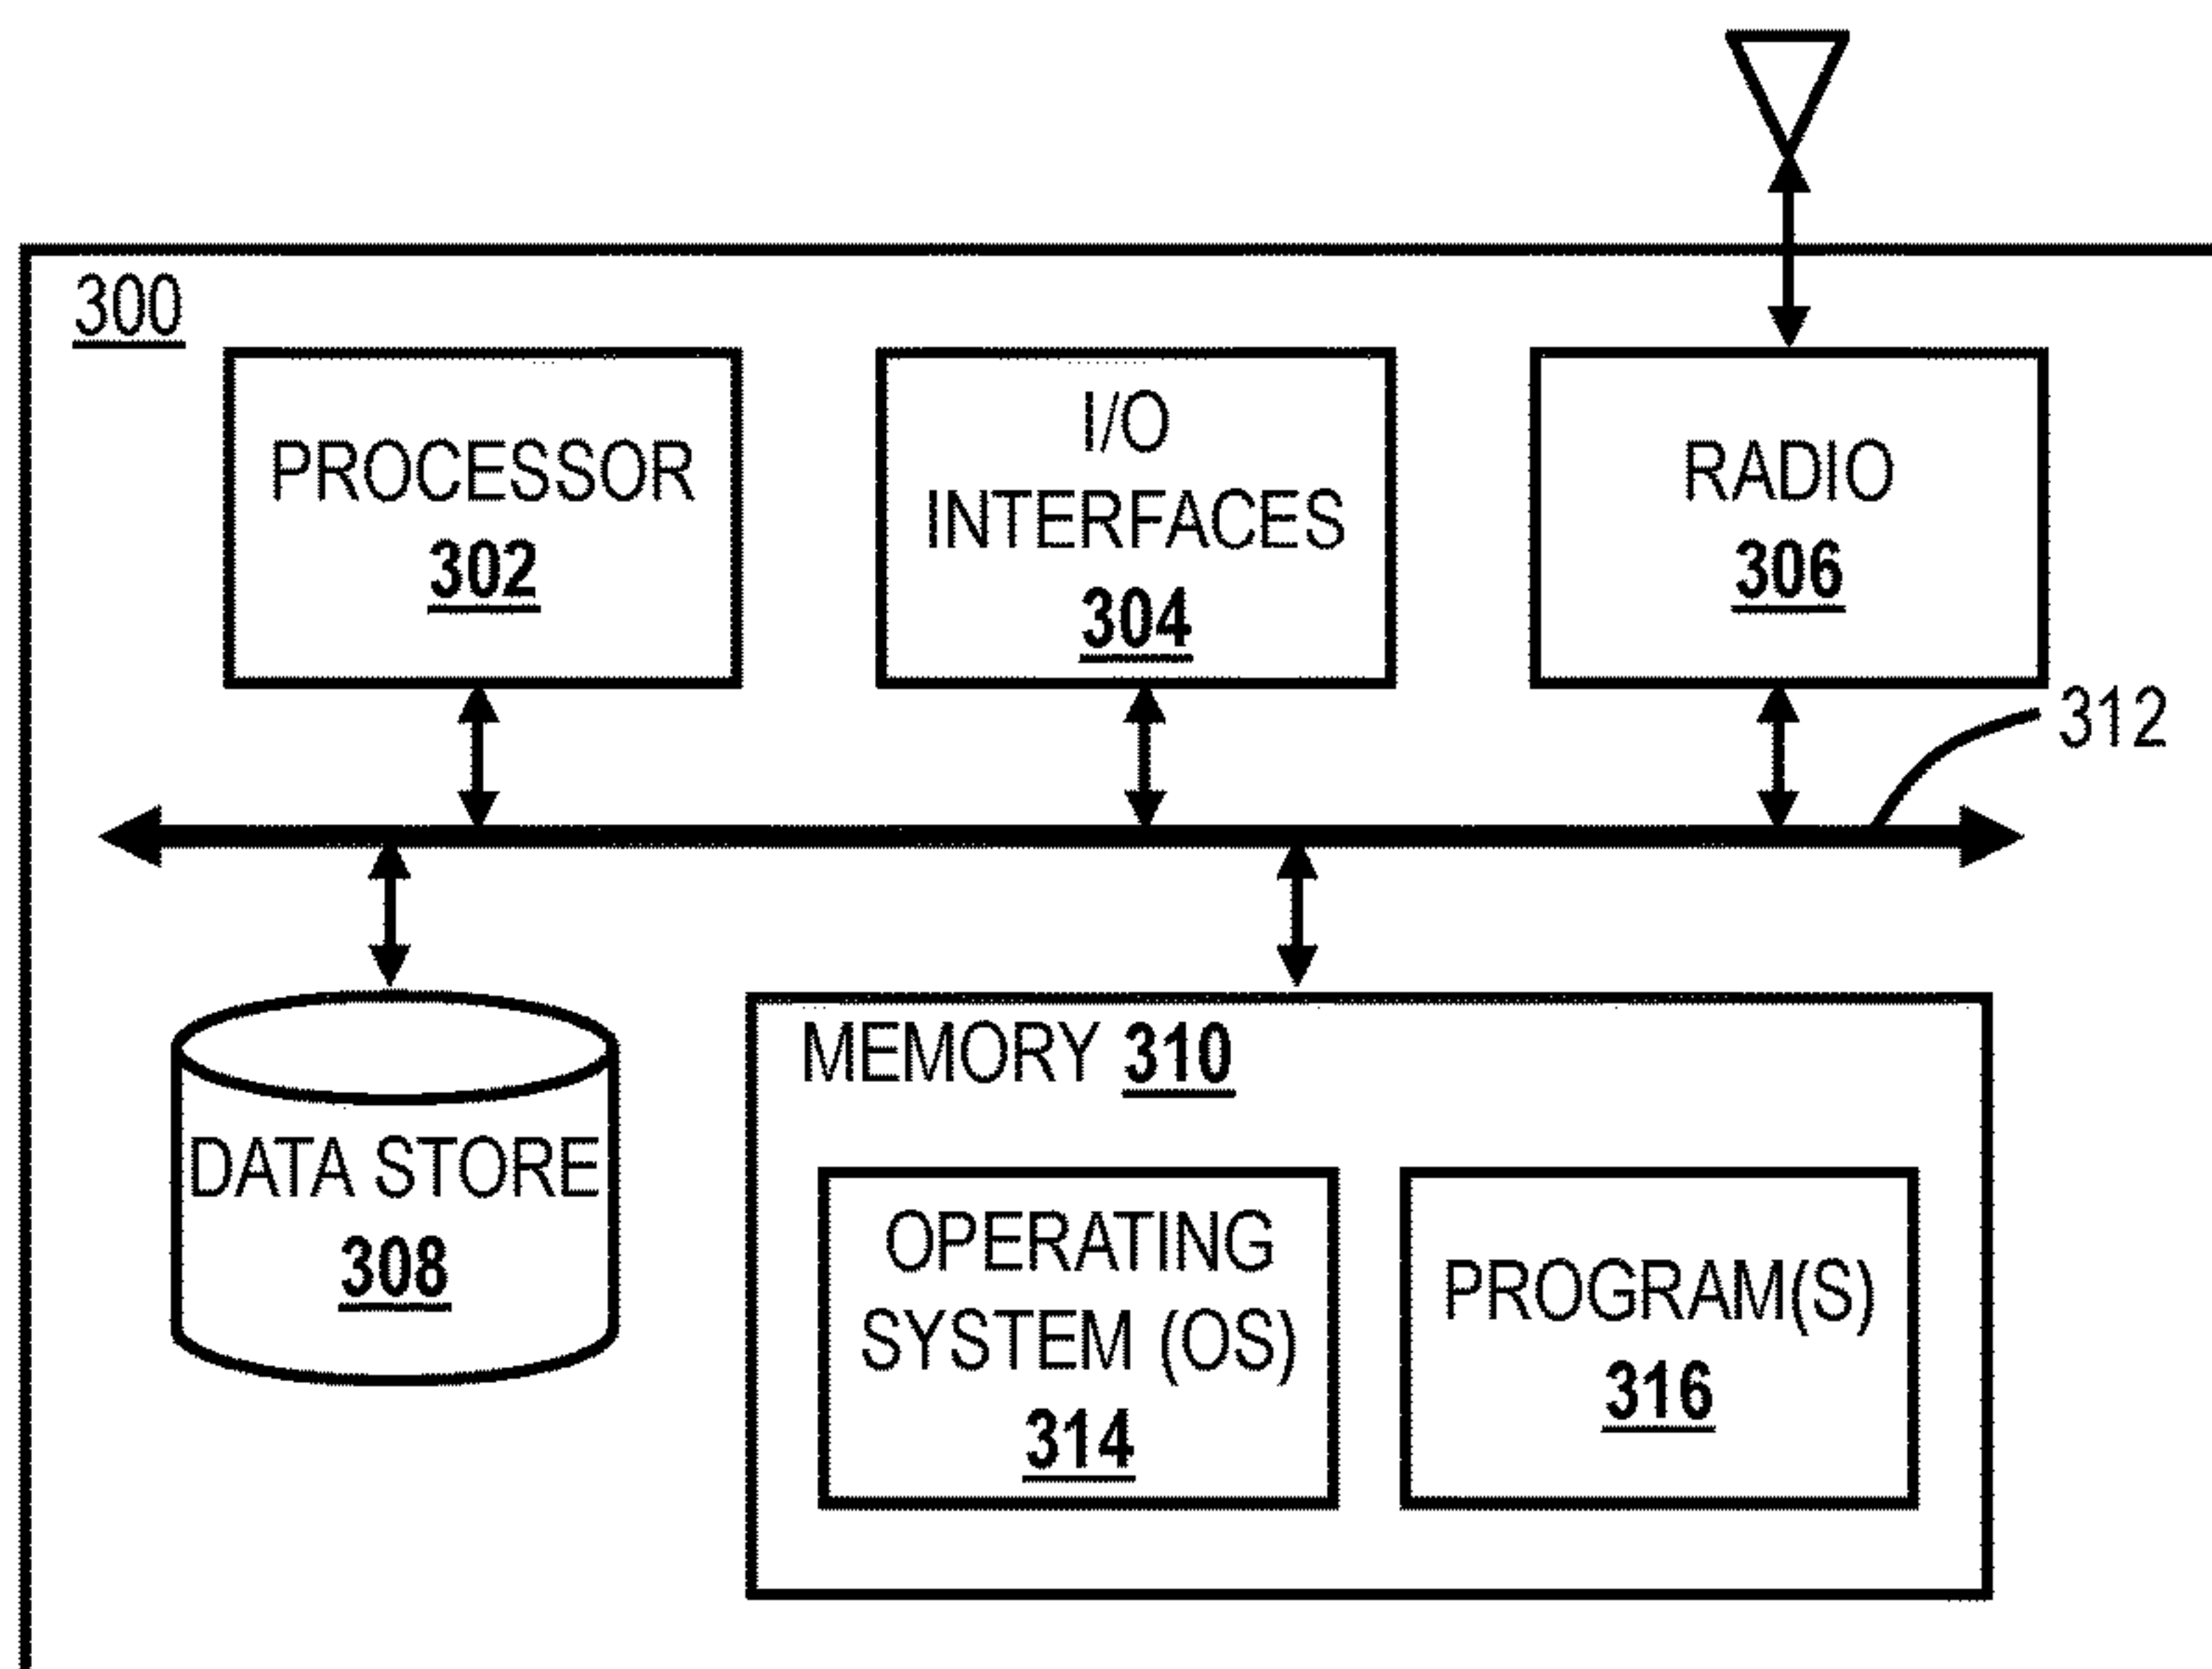 300
PROCESSOR
302
I/O
INTERFACES
304
RADIO
306
312
DATA STORE
308
MEMORY 310
OPERATING
SYSTEM (OS)
314
PROGRAM(S)
316